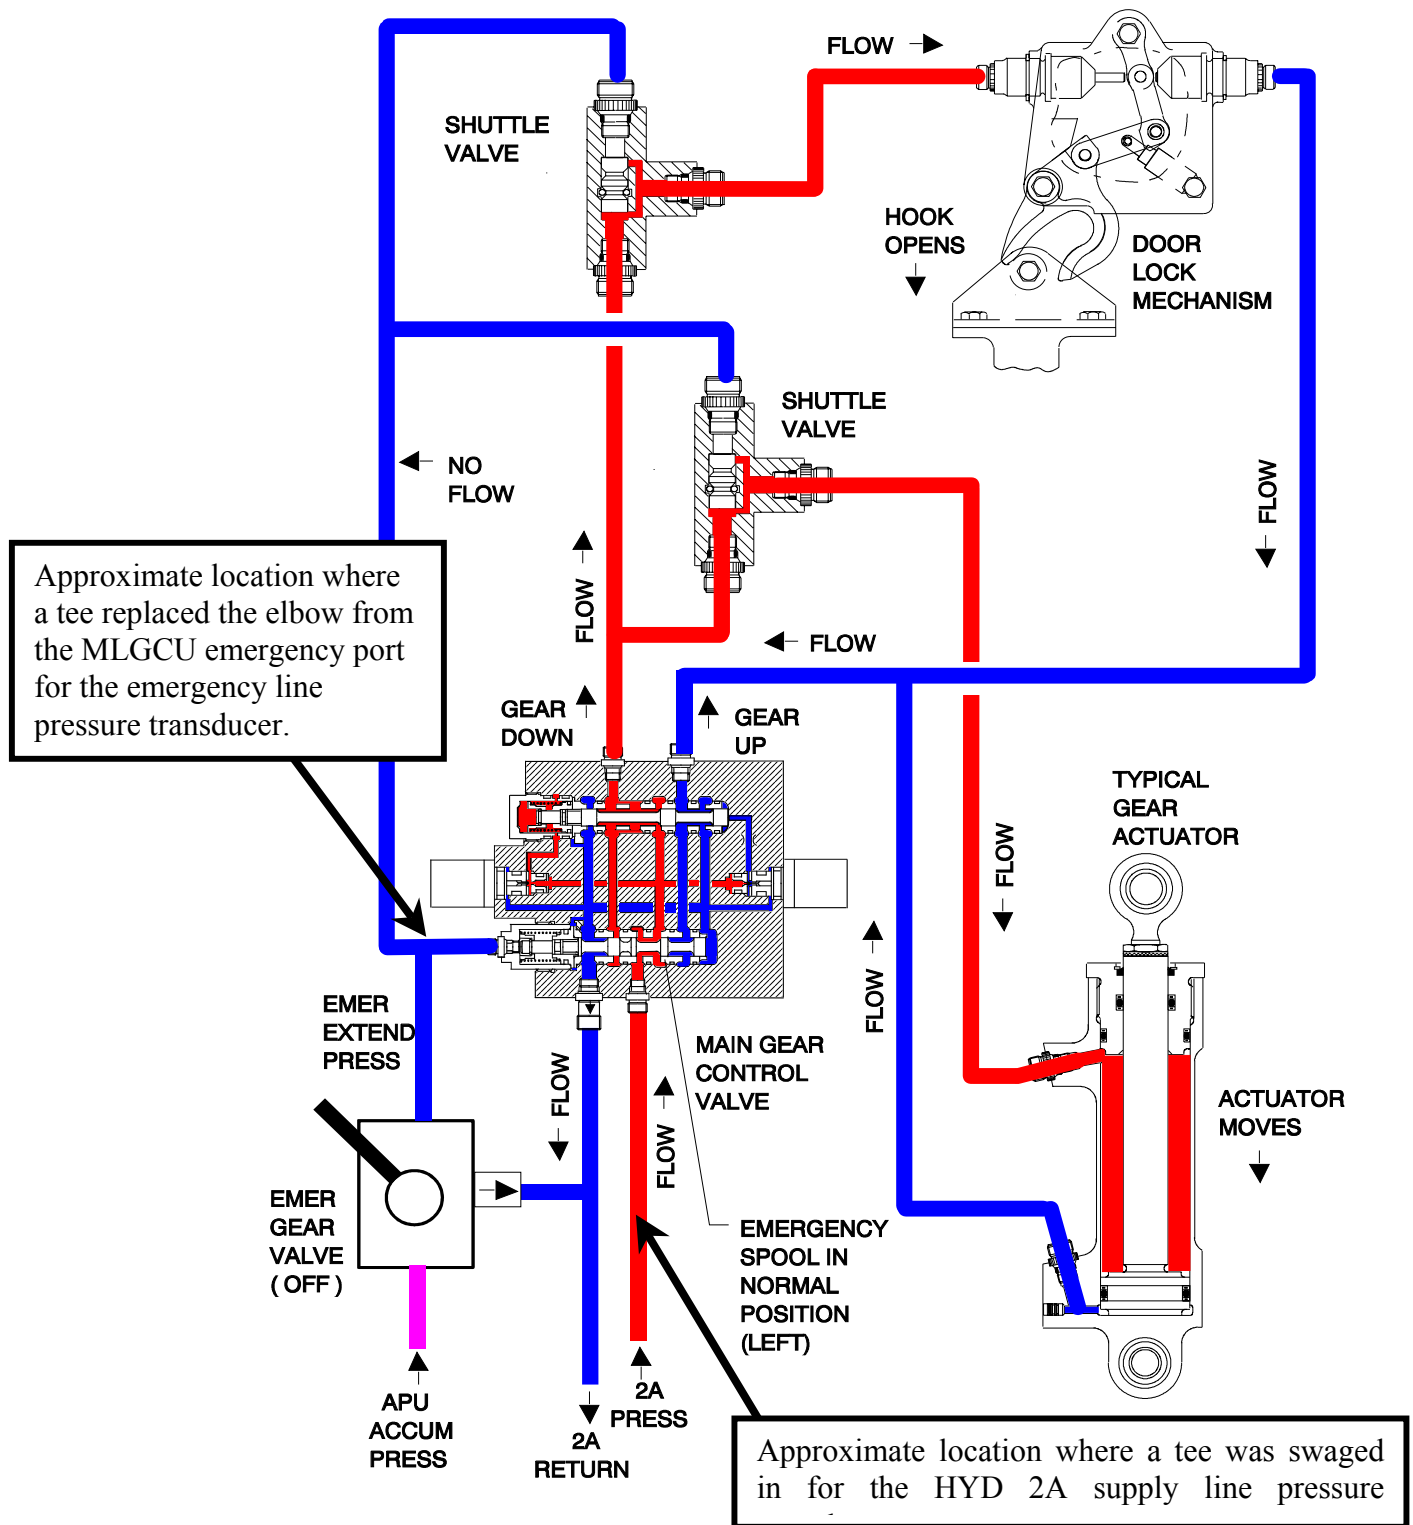 FLOW
SHUTTLE
VALVE
HOOK
OPENS
DOOR
LOCK
MECHANISM
SHUTTLE
VALVE
NO
FLOW
FLOW
Approximate location where
a tee replaced the elbow from
the MLGCU emergency port
for the emergency line
pressure transducer.
FLOW
FLOW
GEAR
DOWN
GEAR
UP
TYPICAL
GEAR
ACTUATOR
FLOW
FLOW
EMER
EXTEND
PRESS
MAIN GEAR
CONTROL
VALVE
FLOW
FLOW
ACTUATOR
MOVES
EMER
GEAR
VALVE
( OFF )
EMERGENCY
SPOOL IN
NORMAL
POSITION
(LEFT)
APU
ACCUM
PRESS
2A
PRESS
2A
RETURN
Approximate location where a tee was swaged
in for the HYD 2A supply line pressure